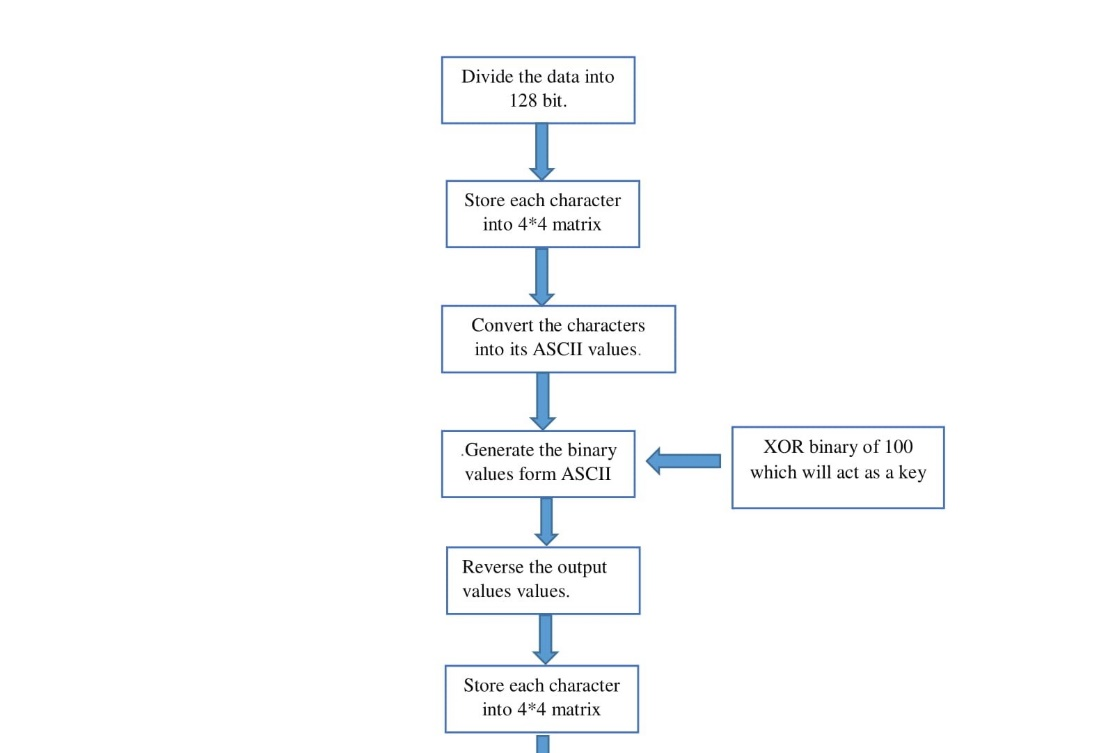 Divide the data into
128 bit.
Store each character
into 4*4 matrix
Convert the characters
into its ASCII values.
.Generate the binary
values form ASCII
XOR binary of 100
which will act as a key
Reverse the output
values values.
Store each character
into 4*4 matrix